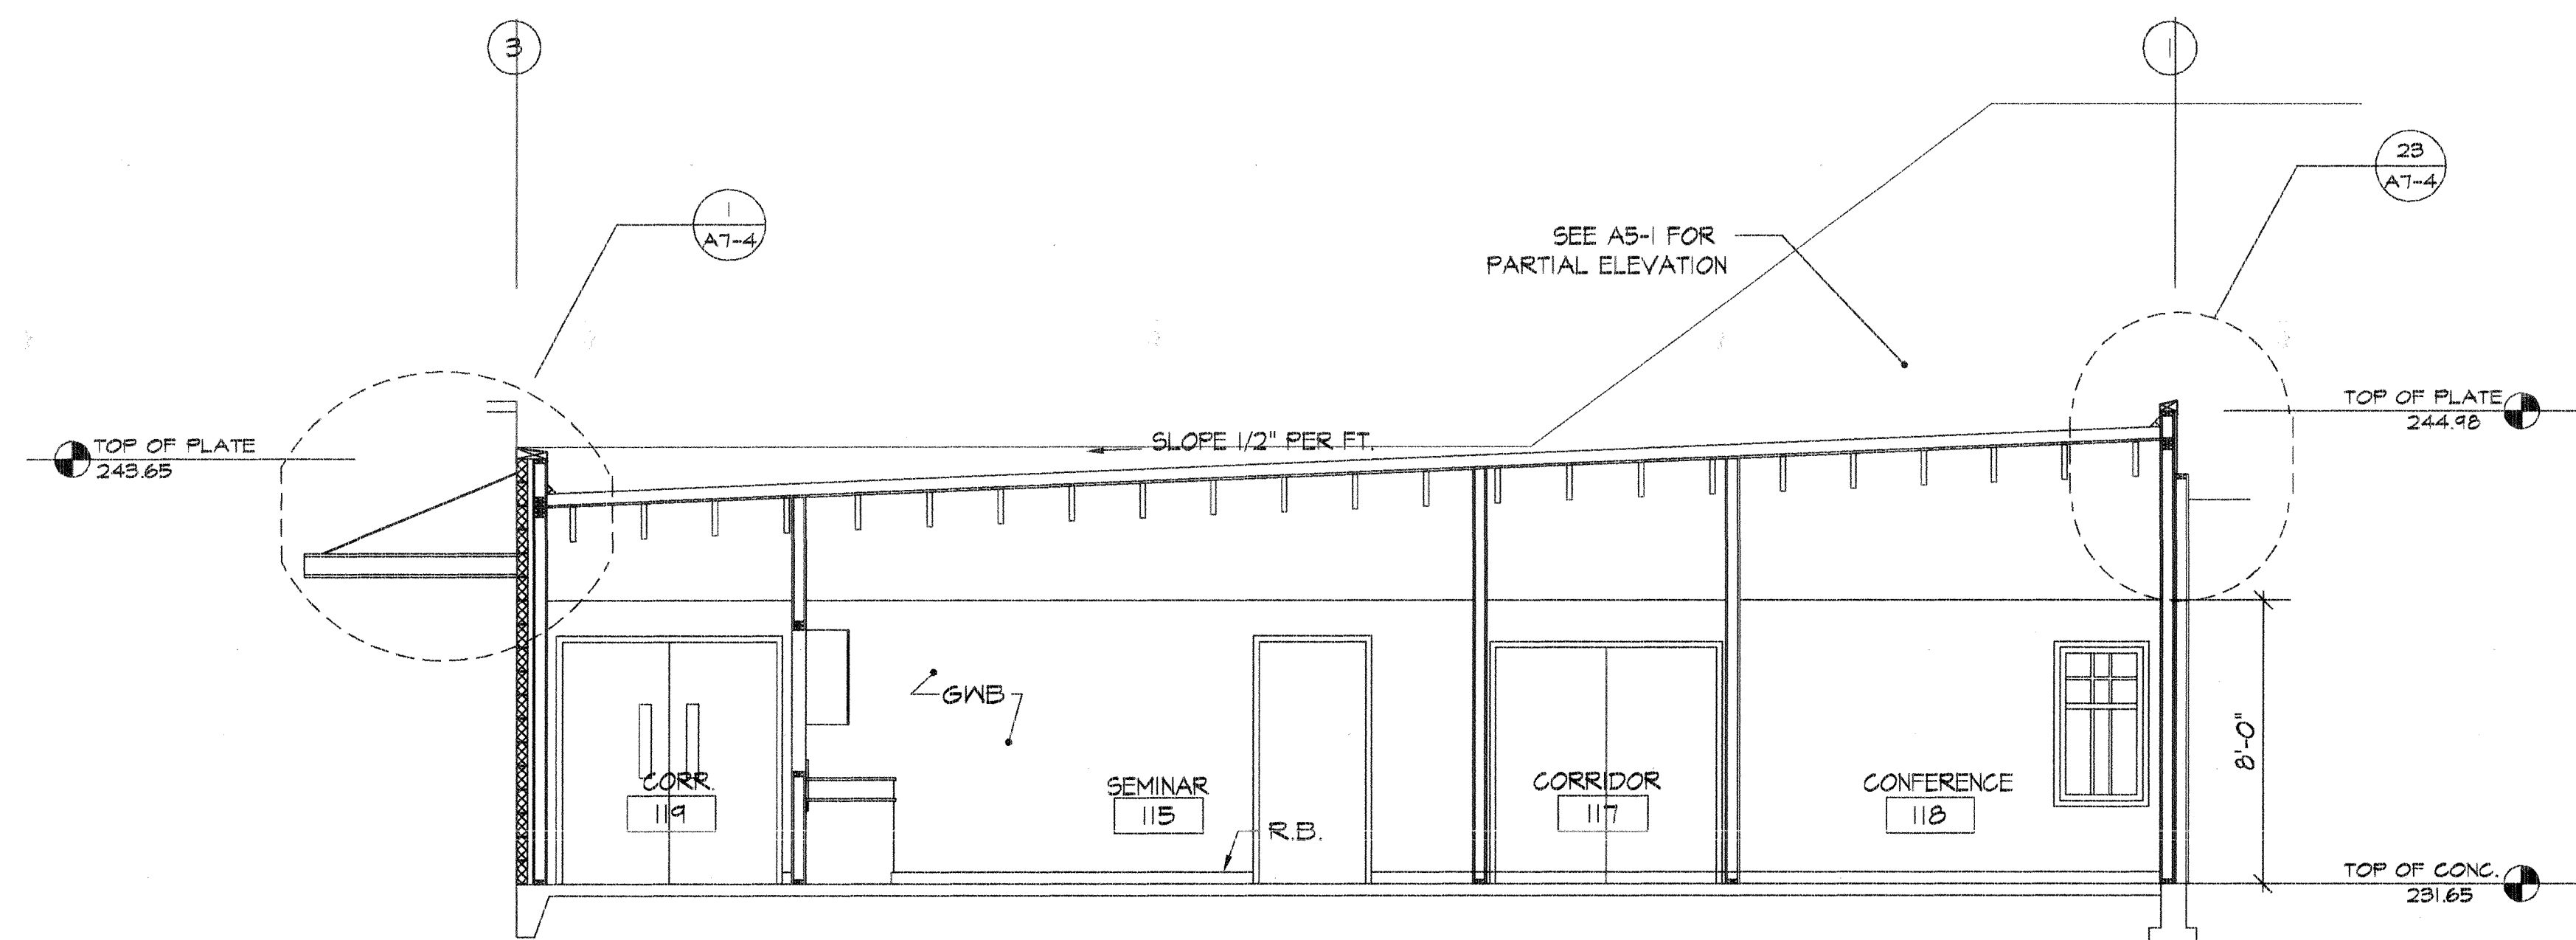 3
1
23
A7-4
1
A7-4
SEE A5-1 FOR
PARTIAL ELEVATION
TOP OF PLATE
244.98
TOP OF PLATE
243.65
SLOPE 1/2" PER FT.
GWB
8'-0"
CORR.
119
SEMINAR
115
CORRIDOR
117
CONFERENCE
118
R.B.
TOP OF CONC.
231.65